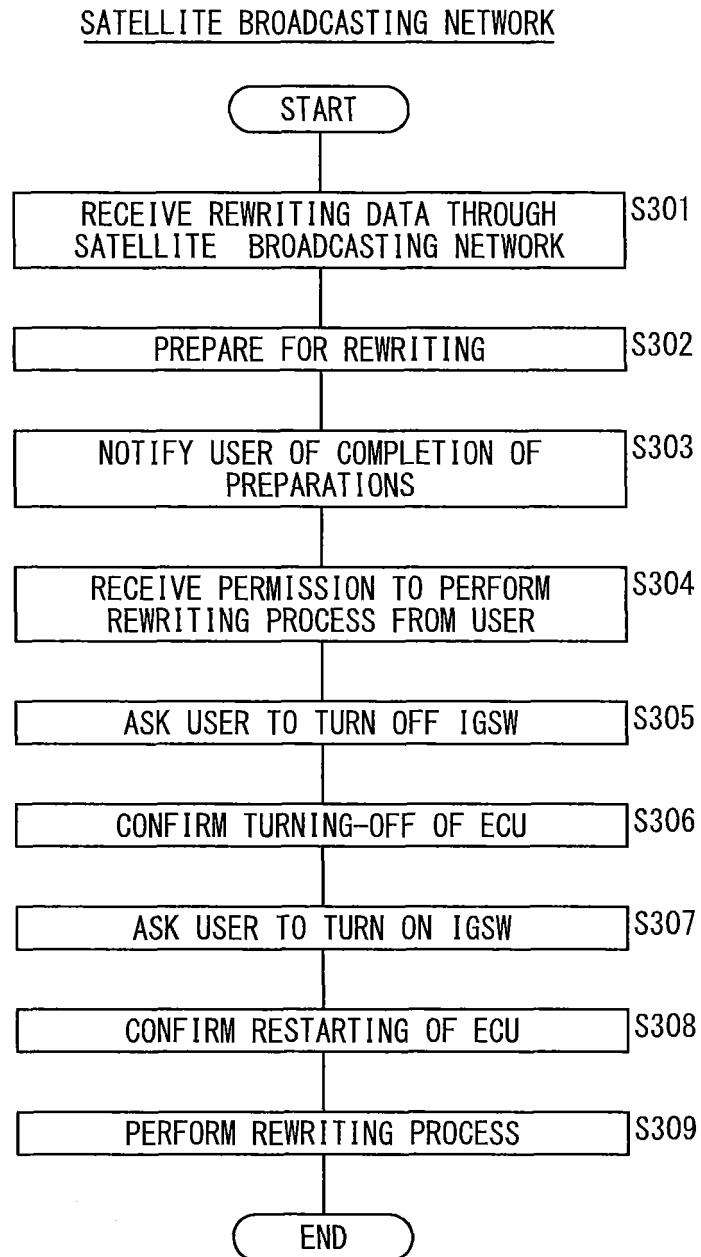 SATELLITE BROADCASTING NETWORK
START
RECEIVE REWRITING DATA THROUGH
SATELLITE BROADCASTING NETWORK
S301
PREPARE FOR REWRITING
S302
NOTIFY USER OF COMPLETION OF
PREPARATIONS
S303
RECEIVE PERMISSION TO PERFORM
REWRITING PROCESS FROM USER
S304
ASK USER TO TURN OFF IGSW
S305
CONFIRM TURNING-OFF OF ECU
S306
ASK USER TO TURN ON IGSW
S307
CONFIRM RESTARTING OF ECU
S308
PERFORM REWRITING PROCESS
S309
END